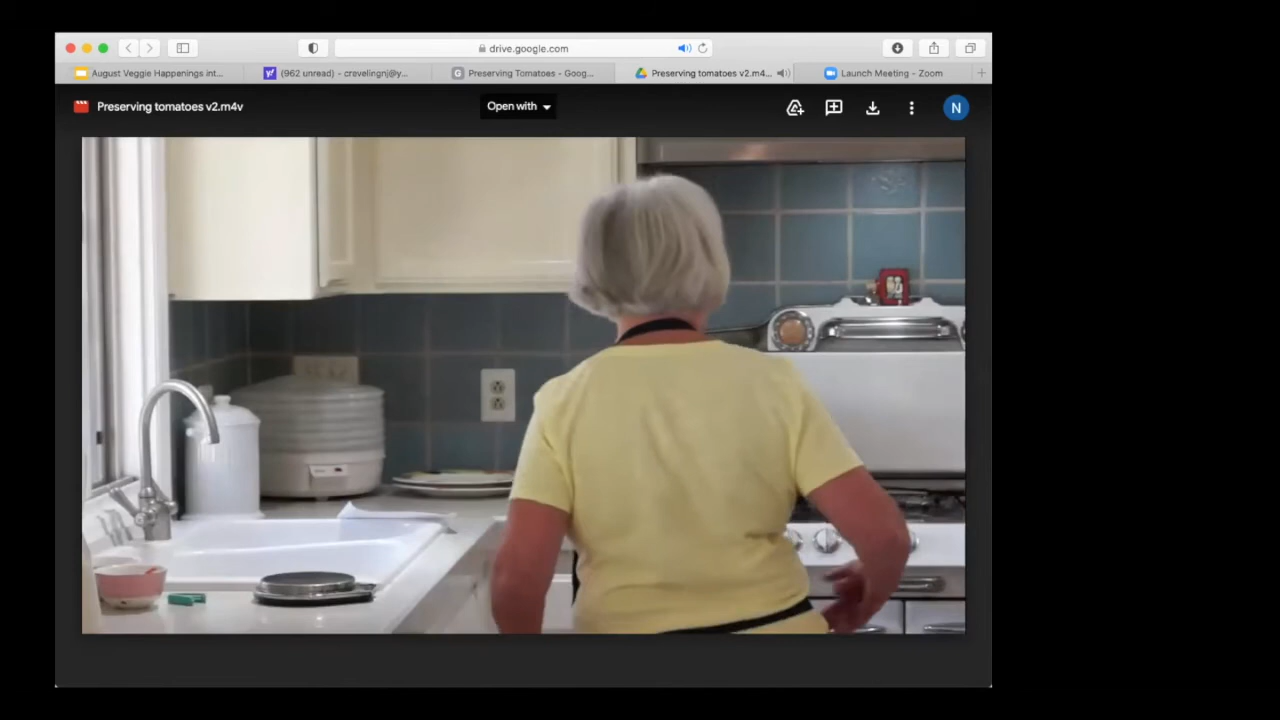 drive.google.com
August Veggie Happenings int...
(962 unread) - crevelingnj@y...
G Preserving Tomatoes - Goog...
Preserving tomatoes v2.m4...
Launch Meeting - Zoom
Preserving tomatoes v2.m4v
Open with
N